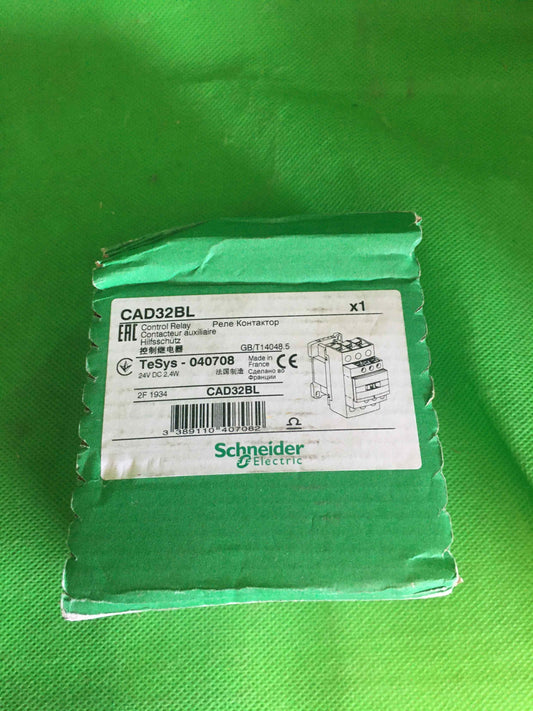 CAD32BL x1
EAC Control Relay Реле Контактор
Contacteur auxiliaire
Hilfsschütz
控制继电器 GB/T14048.5
TeSys - 040708 Made in France CE
24V DC 2,4W 法国制造 Сделано во Франции
2F 1934 CAD32BL
3 389110 407082
Schneider
Electric